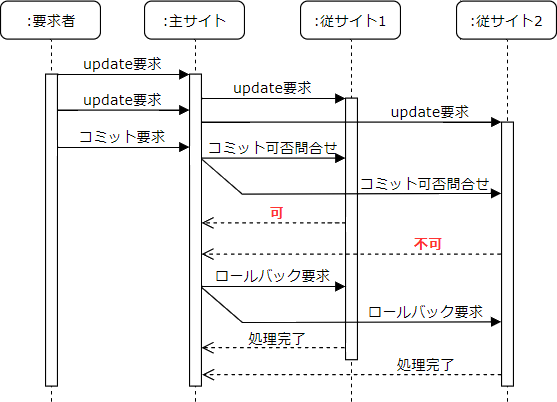 :要求者
:主サイト
:従サイト1
:従サイト2
update要求
update要求
update要求
update要求
コミット要求
コミット可否問合せ
コミット可否問合せ
可
不可
ロールバック要求
ロールバック要求
処理完了
処理完了